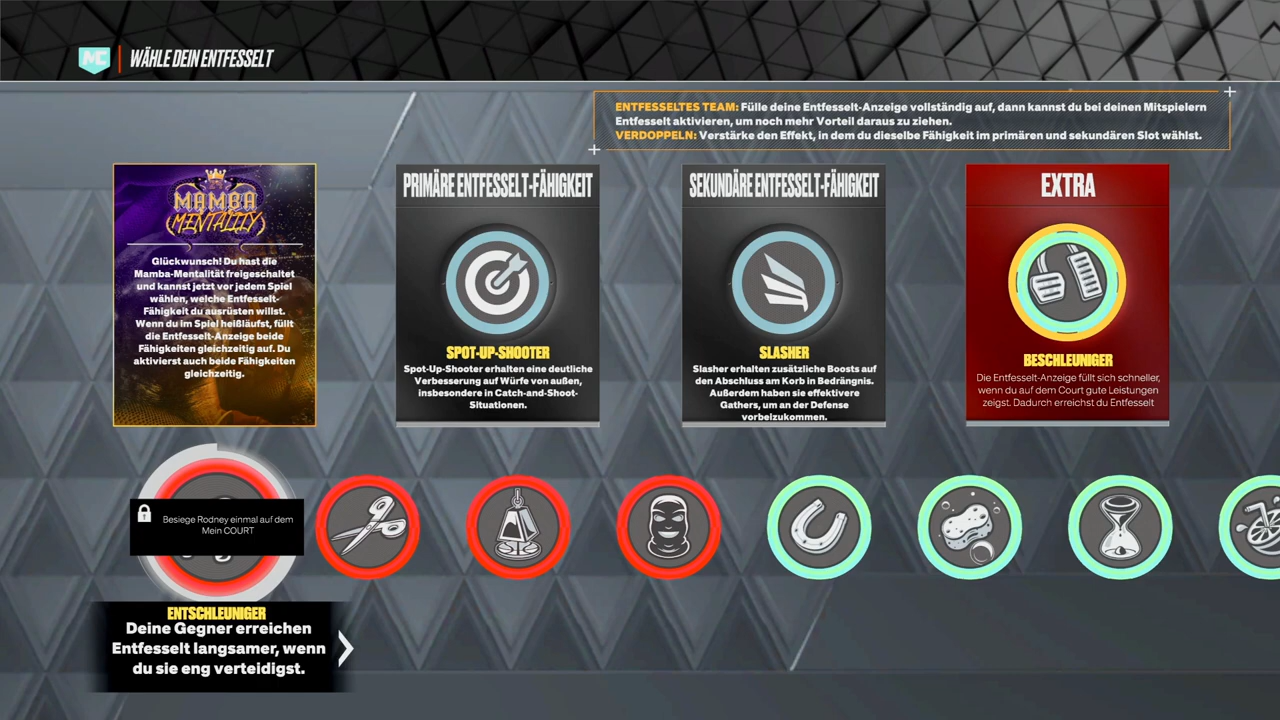 MC
WÄHLE DEIN ENTFESSELT
ENTFESSELTES TEAM: Fülle deine Entfesselt-Anzeige vollständig auf, dann kannst du bei deinen Mitspielern
Entfesselt aktivieren, um noch mehr Vorteil daraus zu ziehen.
VERDOPPELN: Verstärke den Effekt, in dem du dieselbe Fähigkeit im primären und sekundären Slot wählst.
MAMBA
MENTALITY
Glückwunsch! Du hast die
Mamba-Mentalität freigeschaltet
und kannst jetzt vor jedem Spiel
wählen, welche Entfesselt-
Fähigkeit du ausrüsten willst.
Wenn du im Spiel heißläufst, füllt
die Entfesselt-Anzeige beide
Fähigkeiten gleichzeitig auf. Du
aktivierst auch beide Fähigkeiten
gleichzeitig.
PRIMÄRE ENTFESSELT-FÄHIGKEIT
SPOT-UP-SHOOTER
Spot-Up-Shooter erhalten eine deutliche
Verbesserung auf Würfe von außen,
insbesondere in Catch-and-Shoot-
Situationen.
SEKUNDÄRE ENTFESSELT-FÄHIGKEIT
SLASHER
Slasher erhalten zusätzliche Boosts auf
den Abschluss am Korb in Bedrängnis.
Außerdem haben sie effektivere
Gathers, um an der Defense
vorbeizukommen.
EXTRA
BESCHLEUNIGER
Die Entfesselt-Anzeige füllt sich schneller,
wenn du auf dem Court gute Leistungen
zeigst. Dadurch erreichst du Entfesselt
Besiege Rodney einmal auf dem
Mein COURT
ENTSCHLEUNIGER
Deine Gegner erreichen
Entfesselt langsamer, wenn
du sie eng verteidigst.